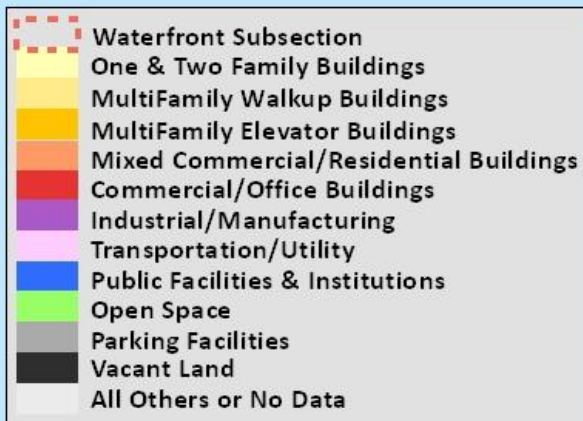 Waterfront Subsection
One & Two Family Buildings
MultiFamily Walkup Buildings
MultiFamily Elevator Buildings
Mixed Commercial/Residential Buildings
Commercial/Office Buildings
Industrial/Manufacturing
Transportation/Utility
Public Facilities & Institutions
Open Space
Parking Facilities
Vacant Land
All Others or No Data